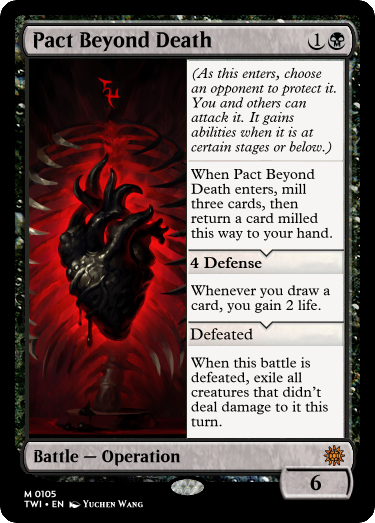 Pact Beyond Death 1
(As this enters, choose
an opponent to protect it.
You and others can
attack it. It gains
abilities when it is at
certain stages or below.)
When Pact Beyond
Death enters, mill
three cards, then
return a card milled
this way to your hand.
4 Defense
Whenever you draw a
card, you gain 2 life.
Defeated
When this battle is
defeated, exile all
creatures that didn't
deal damage to it this
turn.
Battle — Operation
6
M 0105
TWI • EN Yuchen Wang